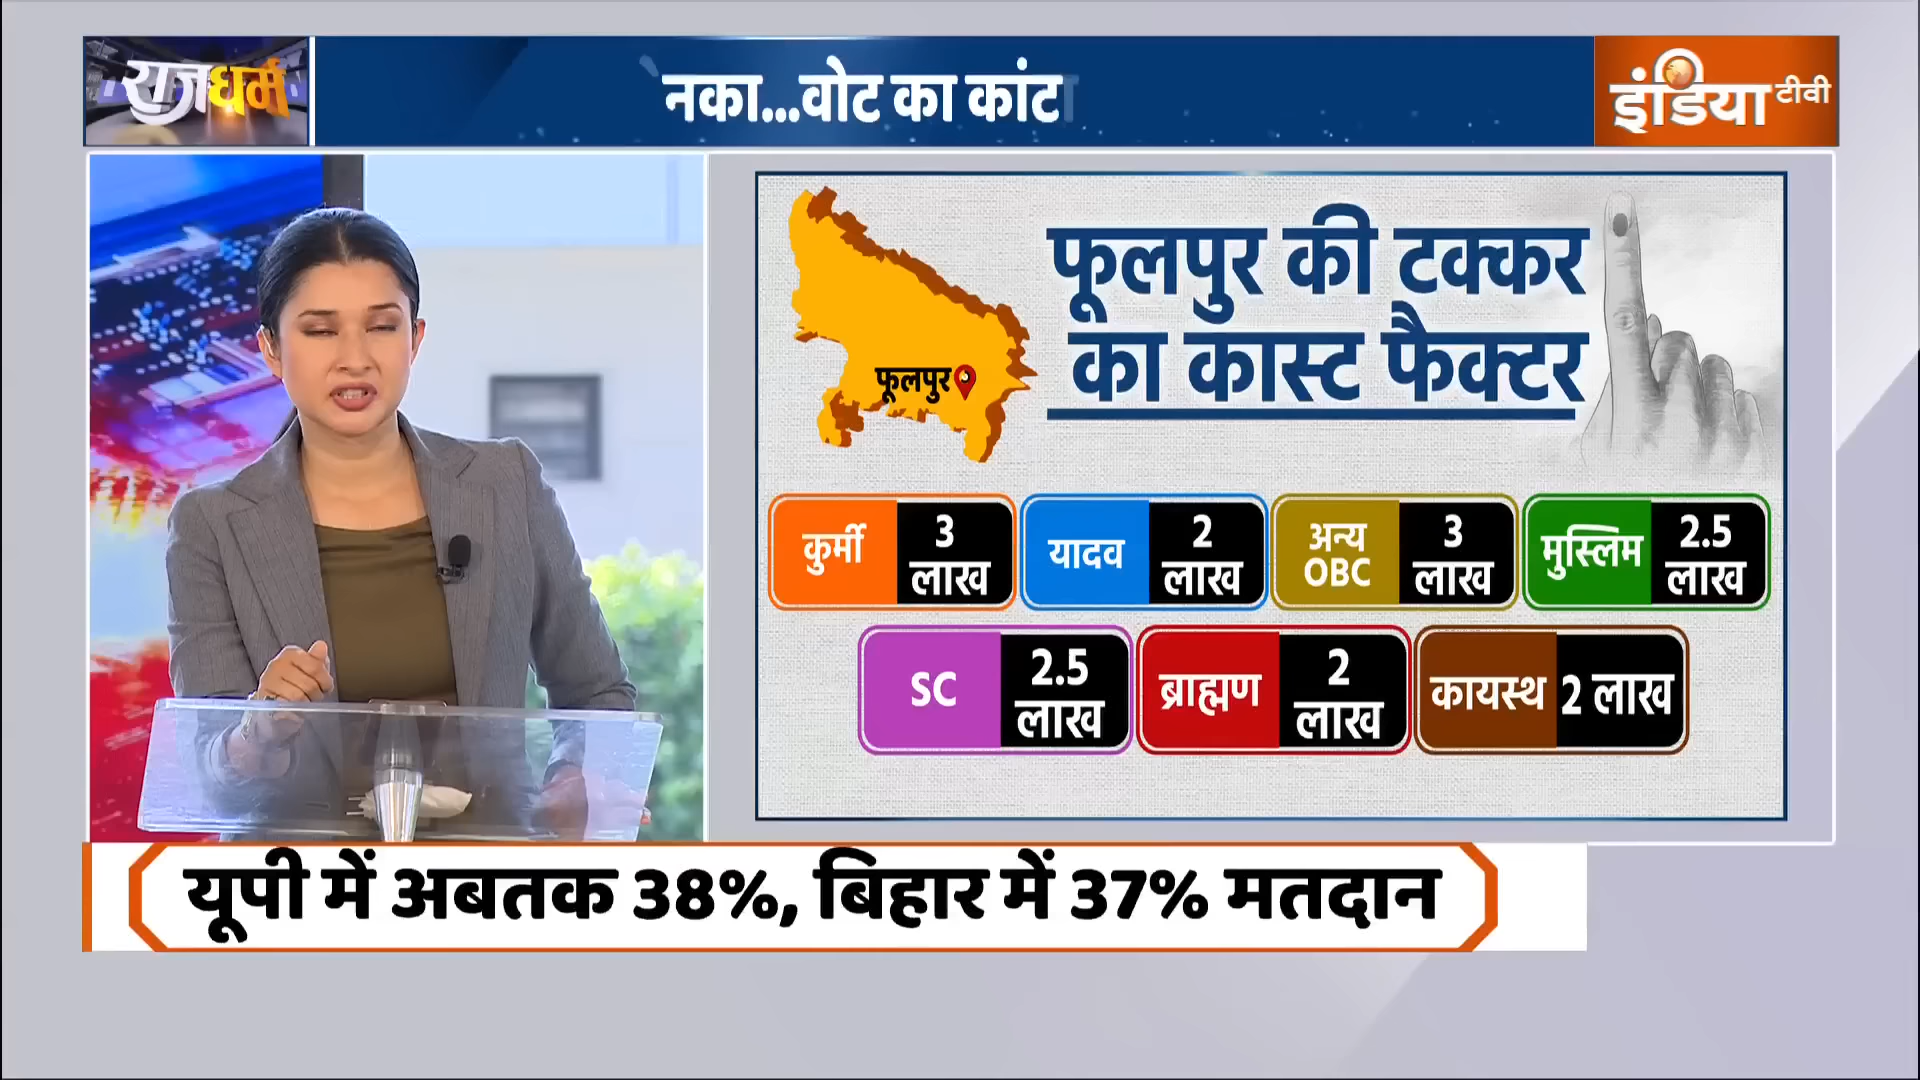 राजधर्म
नका...वोट का कांटा
इंडिया टीवी
फूलपुर की टक्कर
का कास्ट फैक्टर
फूलपुर
कुर्मी 3 लाख
यादव 2 लाख
अन्य OBC 3 लाख
मुस्लिम 2.5 लाख
SC 2.5 लाख
ब्राह्मण 2 लाख
कायस्थ 2 लाख
यूपी में अबतक 38%, बिहार में 37% मतदान